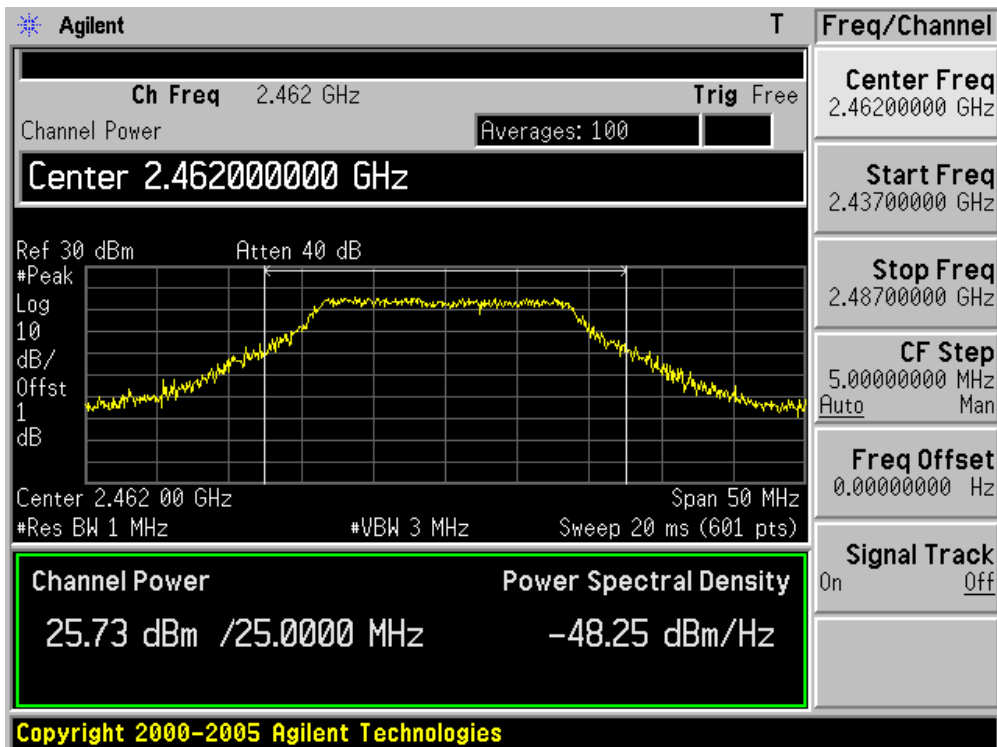 Agilent T
Ch Freq 2.462 GHz Trig Free
Channel Power Averages: 100
Center 2.462000000 GHz
Ref 30 dBm Atten 40 dB
#Peak
Log
10
dB/
Offst
1
dB
Center 2.462 00 GHz Span 50 MHz
#Res BW 1 MHz #VBW 3 MHz Sweep 20 ms (601 pts)
Channel Power Power Spectral Density
25.73 dBm /25.0000 MHz -48.25 dBm/Hz
Copyright 2000-2005 Agilent Technologies
Freq/Channel
Center Freq
2.46200000 GHz
Start Freq
2.43700000 GHz
Stop Freq
2.48700000 GHz
CF Step
5.00000000 MHz
Auto Man
Freq Offset
0.00000000 Hz
Signal Track
On Off